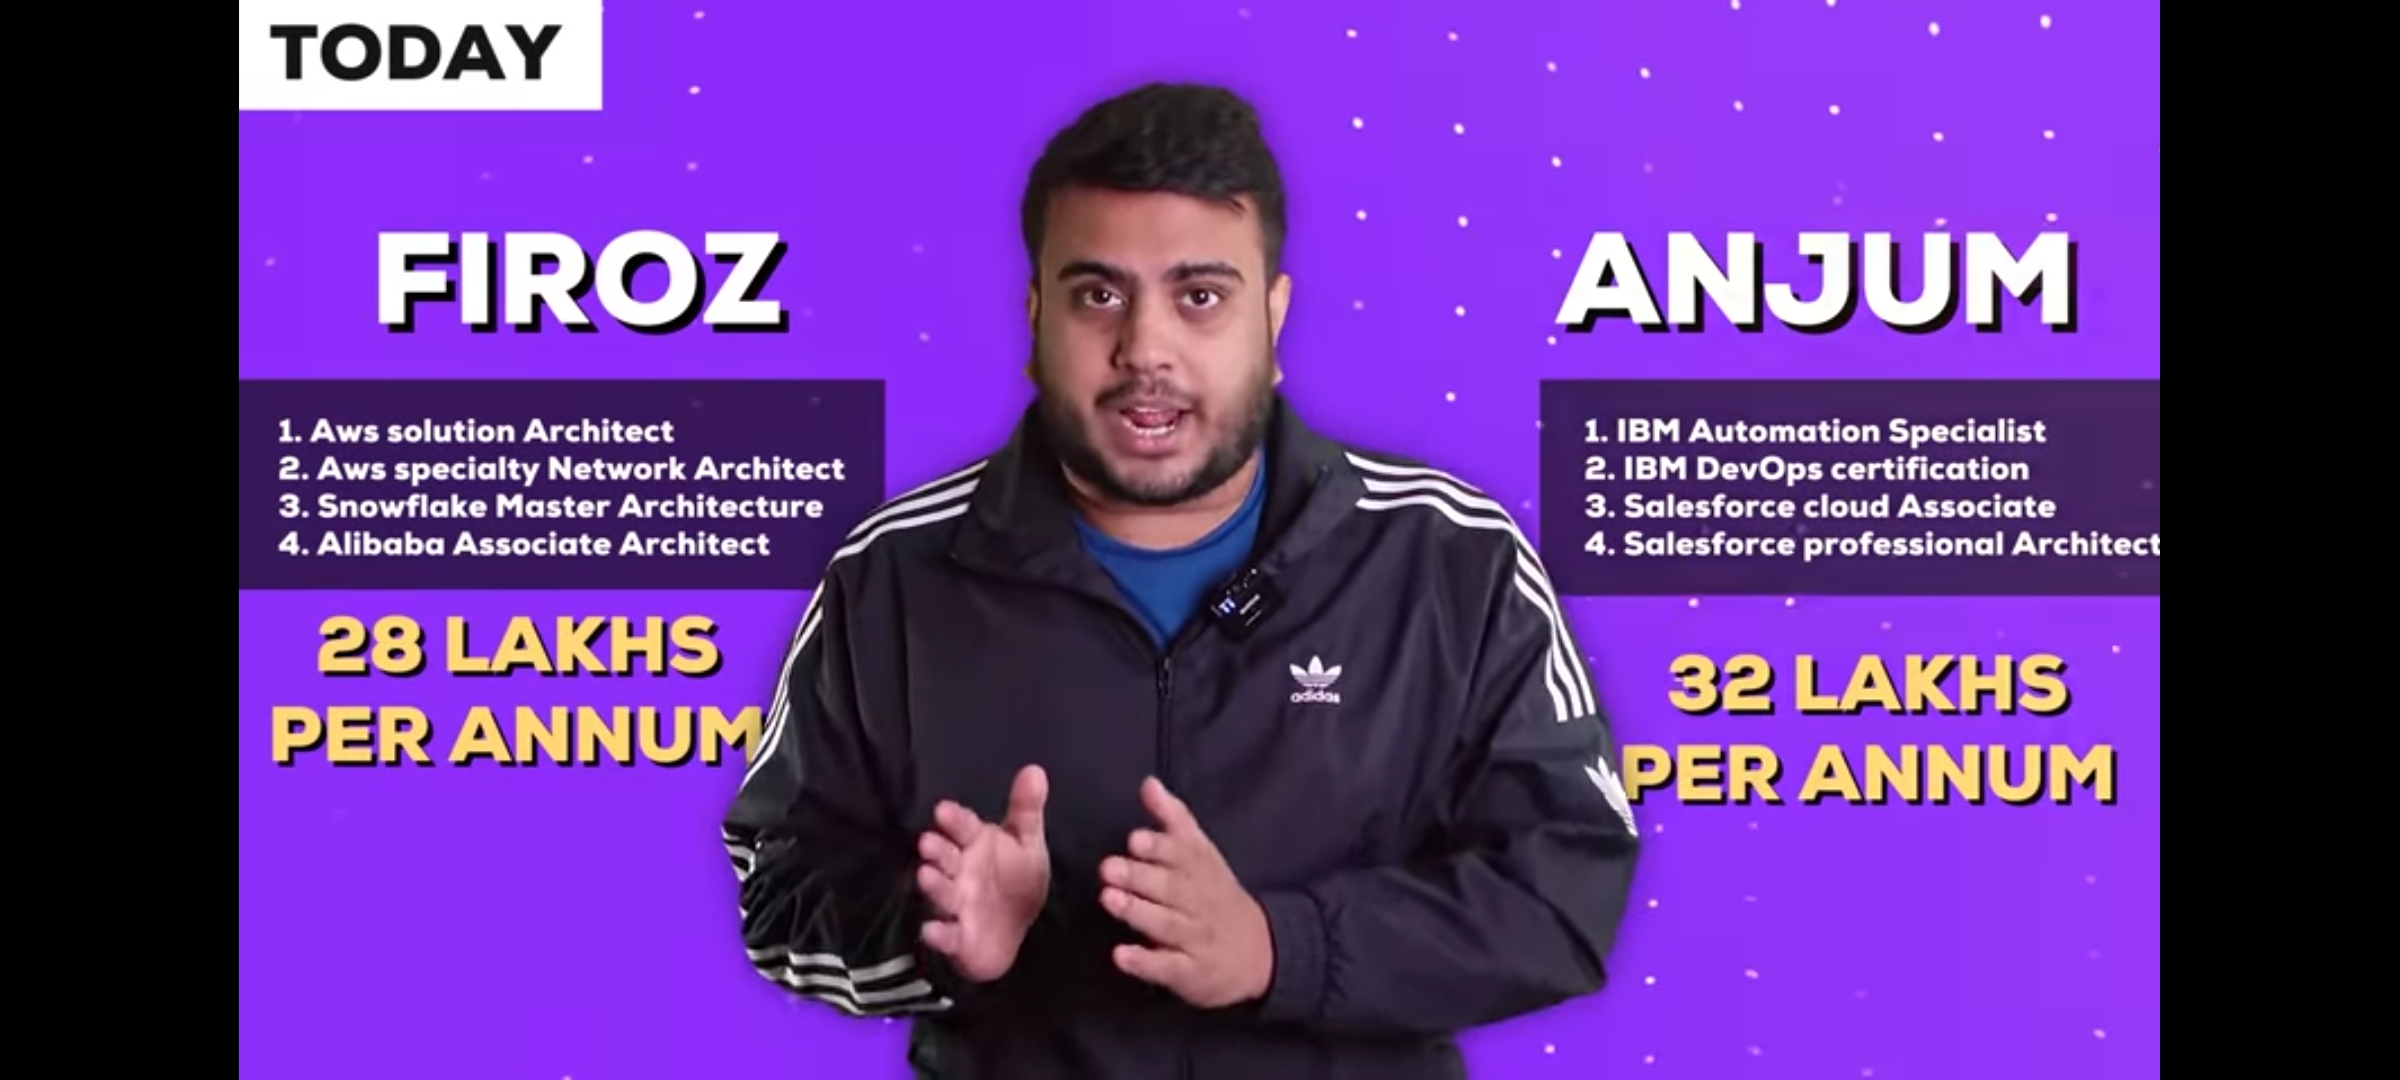 TODAY
FIROZ
1. Aws solution Architect
2. Aws specialty Network Architect
3. Snowflake Master Architecture
4. Alibaba Associate Architect
28 LAKHS
PER ANNUM
ANJUM
1. IBM Automation Specialist
2. IBM DevOps certification
3. Salesforce cloud Associate
4. Salesforce professional Architect
32 LAKHS
PER ANNUM
adidas